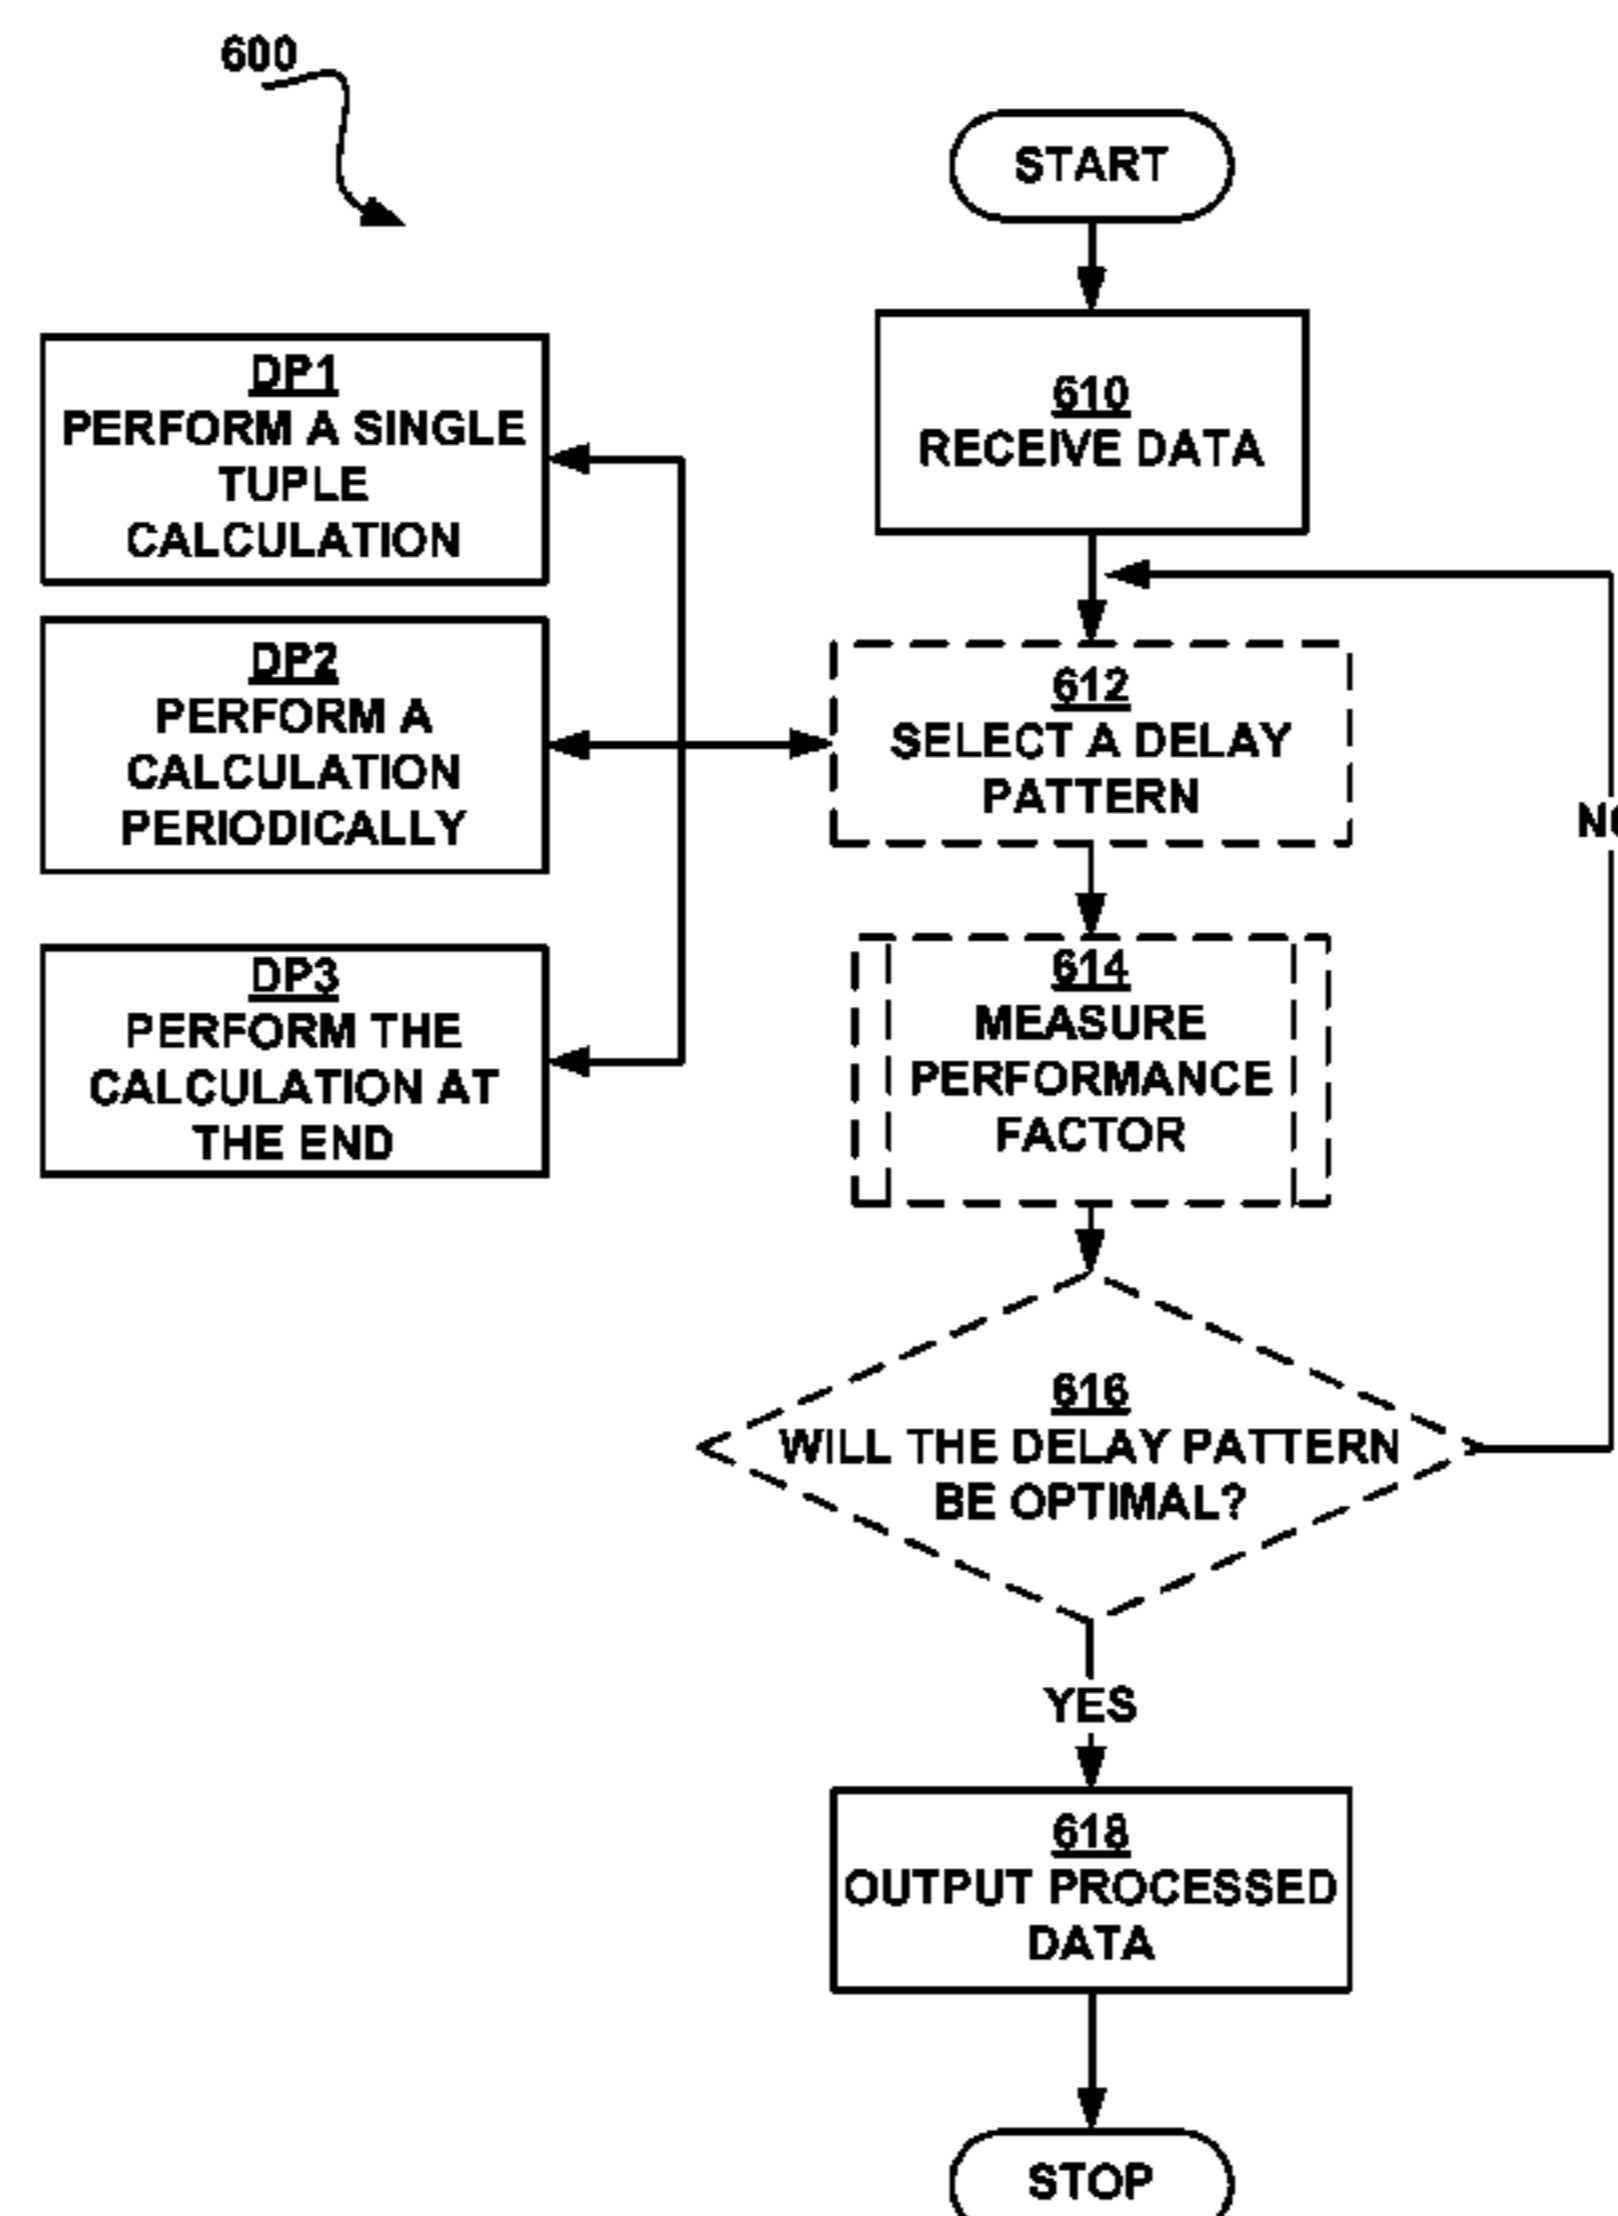 600
START
DP1
PERFORM A SINGLE
TUPLE
CALCULATION
610
RECEIVE DATA
DP2
PERFORM A
CALCULATION
PERIODICALLY
612
SELECT A DELAY
PATTERN
DP3
PERFORM THE
CALCULATION AT
THE END
614
MEASURE
PERFORMANCE
FACTOR
616
WILL THE DELAY PATTERN
BE OPTIMAL?
YES
618
OUTPUT PROCESSED
DATA
STOP